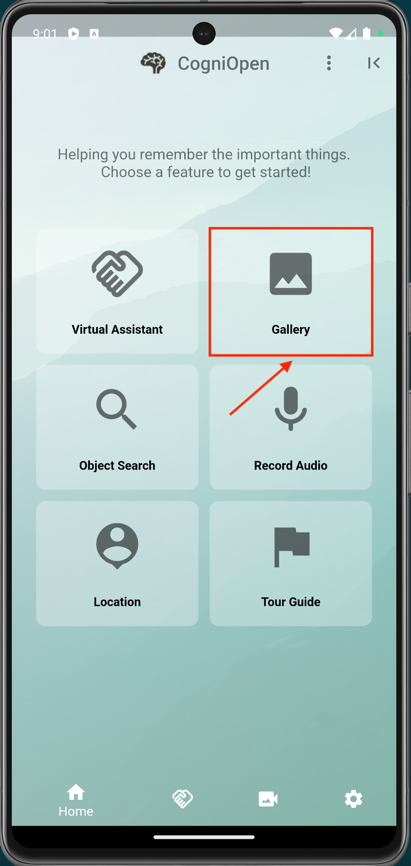 9:01
CogniOpen
Helping you remember the important things.
Choose a feature to get started!
Virtual Assistant
Gallery
Object Search
Record Audio
Location
Tour Guide
Home